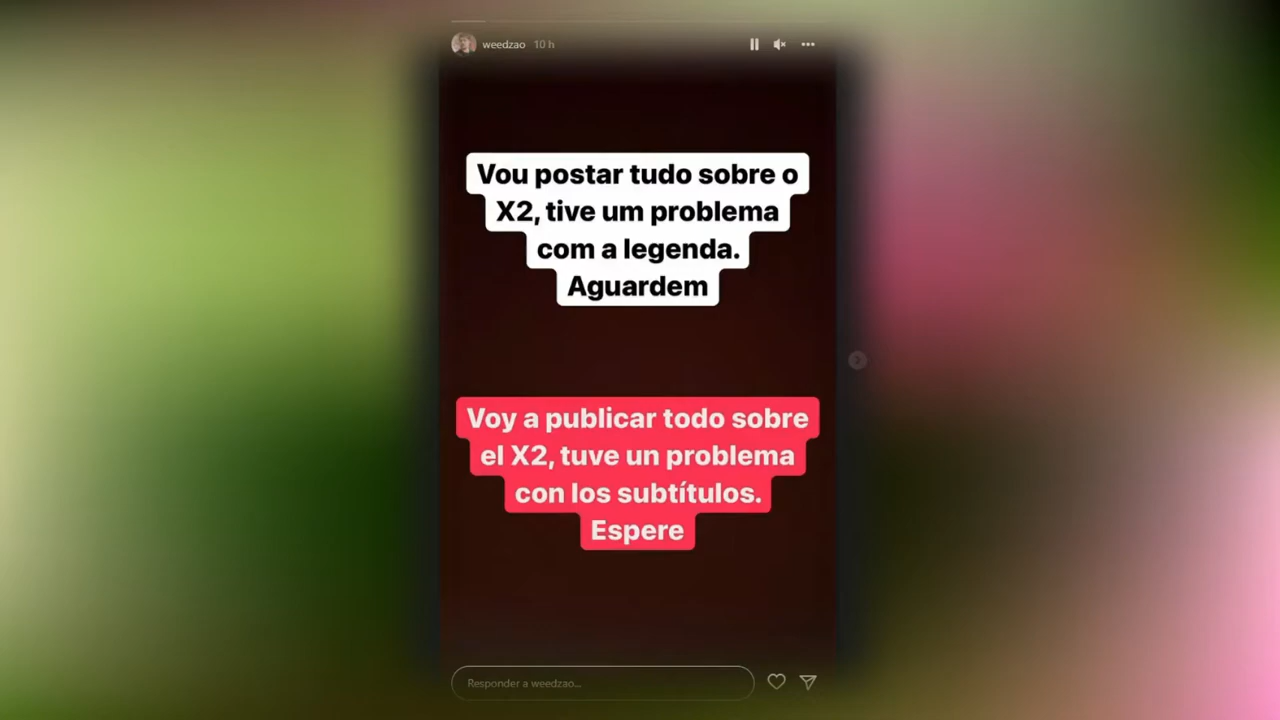 weedzao 10 h
Vou postar tudo sobre o
X2, tive um problema
com a legenda.
Aguardem
Voy a publicar todo sobre
el X2, tuve un problema
con los subtítulos.
Espere
Responder a weedzao...